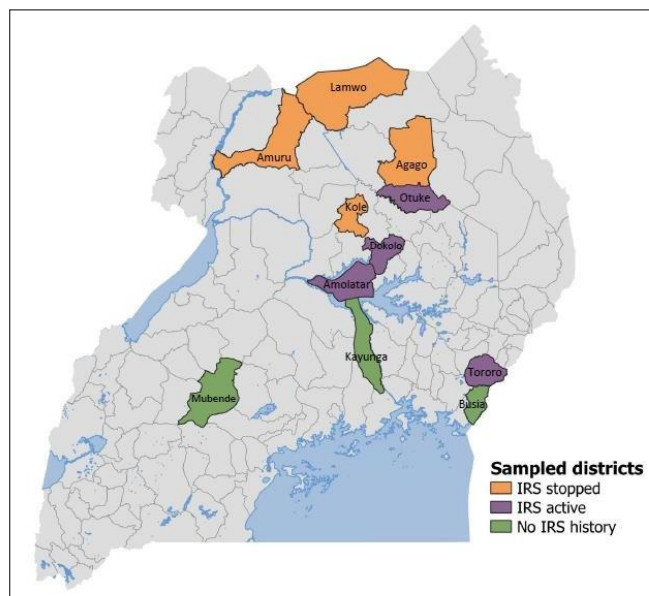 Lamwo
Amuru
Agago
Otuke
Kole
Dokolo
Amolatar
Kayunga
Tororo
Mubende
Busia
Sampled districts
IRS stopped
IRS active
No IRS history